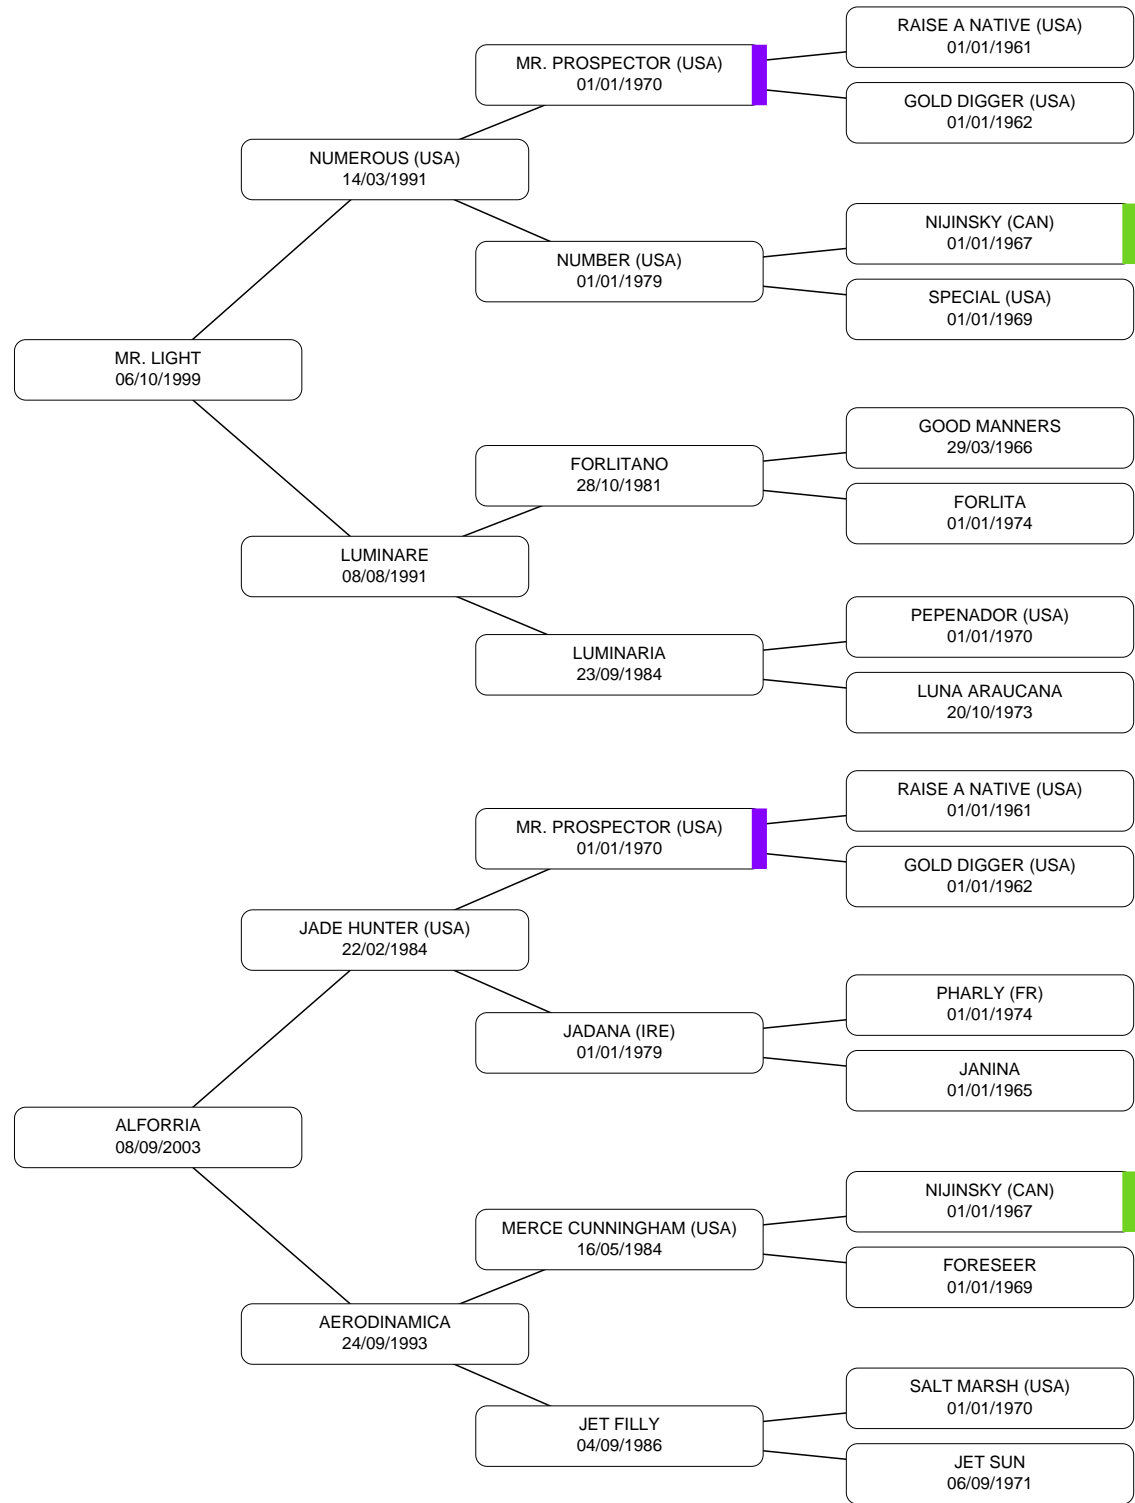 RAISE A NATIVE (USA)
01/01/1961
MR. PROSPECTOR (USA)
01/01/1970
GOLD DIGGER (USA)
01/01/1962
NUMEROUS (USA)
14/03/1991
NIJINSKY (CAN)
01/01/1967
NUMBER (USA)
01/01/1979
SPECIAL (USA)
01/01/1969
MR. LIGHT
06/10/1999
GOOD MANNERS
29/03/1966
FORLITANO
28/10/1981
FORLITA
01/01/1974
LUMINARE
08/08/1991
PEPENADOR (USA)
01/01/1970
LUMINARIA
23/09/1984
LUNA ARAUCANA
20/10/1973
RAISE A NATIVE (USA)
01/01/1961
MR. PROSPECTOR (USA)
01/01/1970
GOLD DIGGER (USA)
01/01/1962
JADE HUNTER (USA)
22/02/1984
PHARLY (FR)
01/01/1974
JADANA (IRE)
01/01/1979
JANINA
01/01/1965
ALFORRIA
08/09/2003
NIJINSKY (CAN)
01/01/1967
MERCE CUNNINGHAM (USA)
16/05/1984
FORESEER
01/01/1969
AERODINAMICA
24/09/1993
SALT MARSH (USA)
01/01/1970
JET FILLY
04/09/1986
JET SUN
06/09/1971